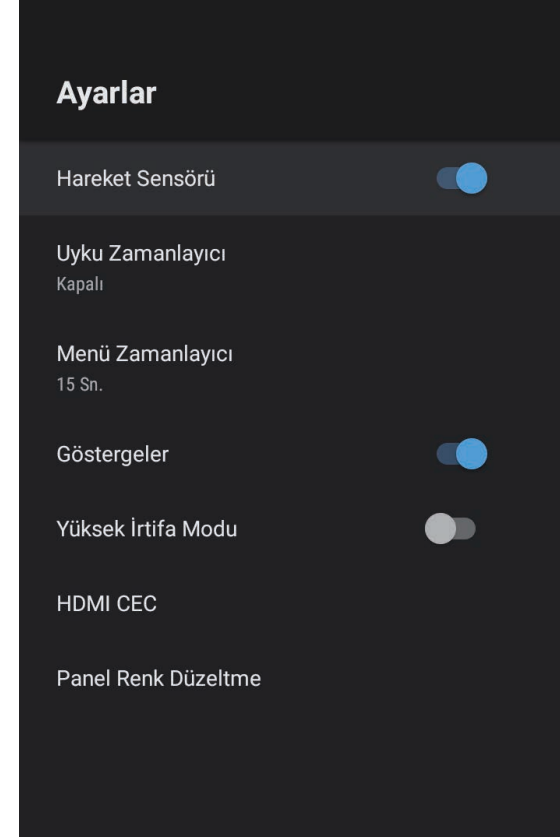 Ayarlar
Hareket Sensörü
Uyku Zamanlayıcı
Kapalı
Menü Zamanlayıcı
15 Sn.
Göstergeler
Yüksek İrtifa Modu
HDMI CEC
Panel Renk Düzeltme